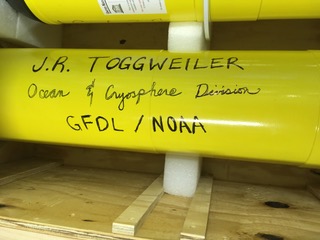 J.R. TOGGWEILER
Ocean & Cryosphere Division
GFDL / NOAA